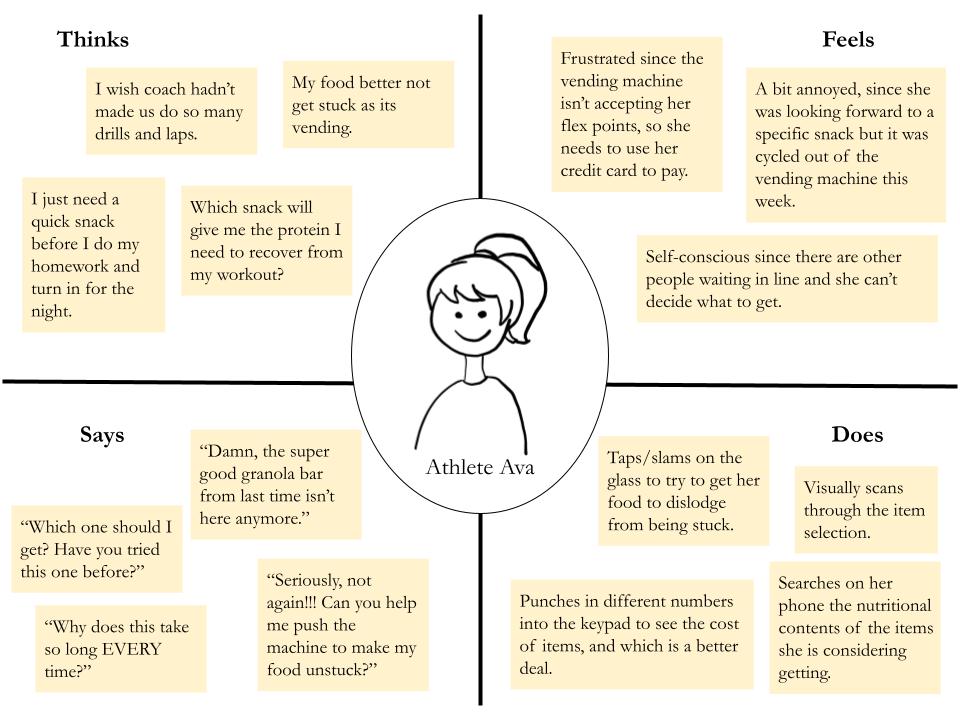 Thinks
I wish coach hadn’t
made us do so many
drills and laps.
My food better not
get stuck as its
vending.
I just need a
quick snack
before I do my
homework and
turn in for the
night.
Which snack will
give me the protein I
need to recover from
my workout?
Feels
Frustrated since the
vending machine
isn’t accepting her
flex points, so she
needs to use her
credit card to pay.
A bit annoyed, since she
was looking forward to a
specific snack but it was
cycled out of the
vending machine this
week.
Self-conscious since there are other
people waiting in line and she can’t
decide what to get.
Athlete Ava
Says
“Damn, the super
good granola bar
from last time isn’t
here anymore.”
“Which one should I
get? Have you tried
this one before?”
“Seriously, not
again!!! Can you help
me push the
machine to make my
food unstuck?”
“Why does this take
so long EVERY
time?”
Does
Taps/slams on the
glass to try to get her
food to dislodge
from being stuck.
Visually scans
through the item
selection.
Punches in different numbers
into the keypad to see the cost
of items, and which is a better
deal.
Searches on her
phone the nutritional
contents of the items
she is considering
getting.